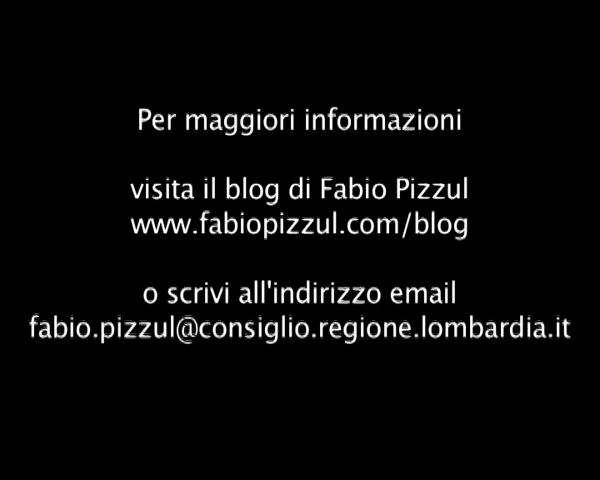 Per maggiori informazioni
visita il blog di Fabio Pizzul
www.fabiopizzul.com/blog
o scrivi all'indirizzo email
fabio.pizzul@consiglio.regione.lombardia.it